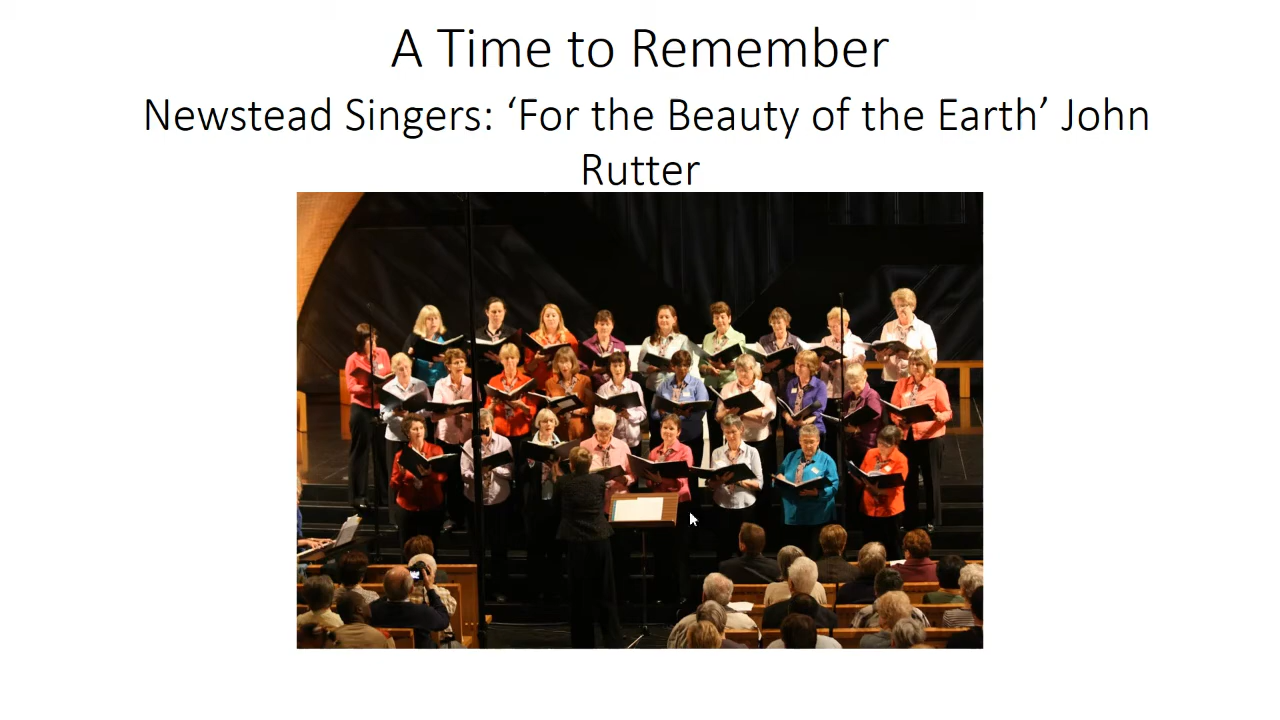 A Time to Remember
Newstead Singers: ‘For the Beauty of the Earth’ John
Rutter